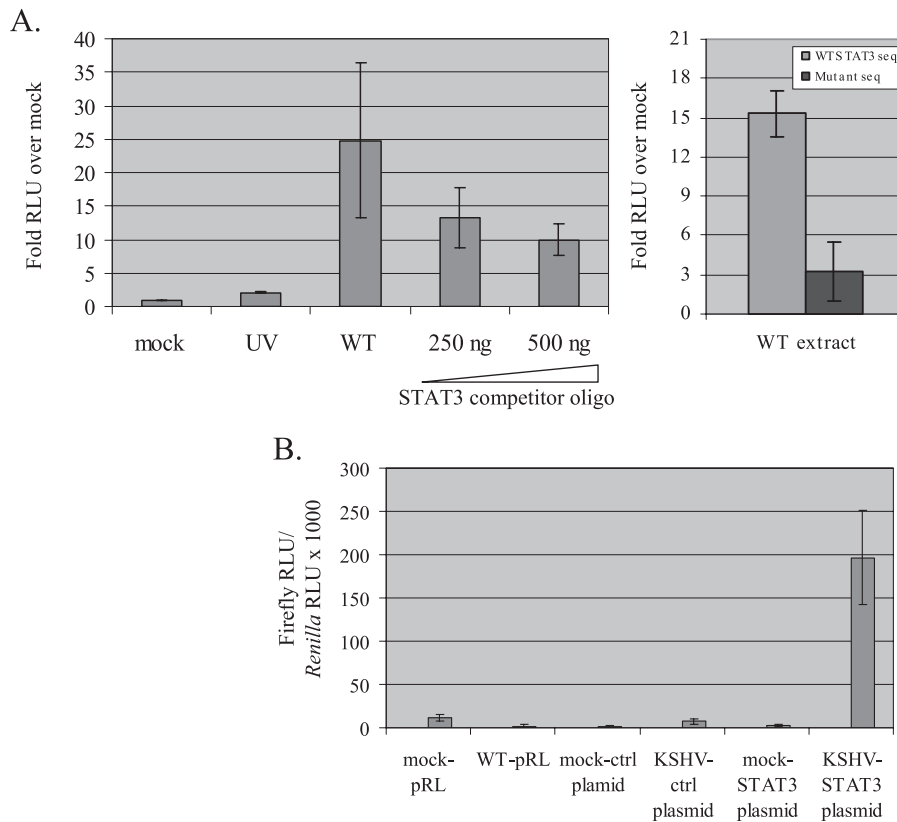 A.
Fold RLU over mock
40
35
30
25
20
15
10
5
0
mock
UV
WT
250 ng
500 ng
STAT3 competitor oligo
Fold RLU over mock
21
18
15
12
9
6
3
0
WTSTAT3 seq
Mutant seq
WT extract
B.
Firefly RLU/
Renilla RLU x 1000
300
250
200
150
100
50
0
mock-
pRL
WT-pRL
mock-ctrl
plamid
KSHV-
ctrl
plasmid
mock-
STAT3
plasmid
KSHV-
STAT3
plasmid